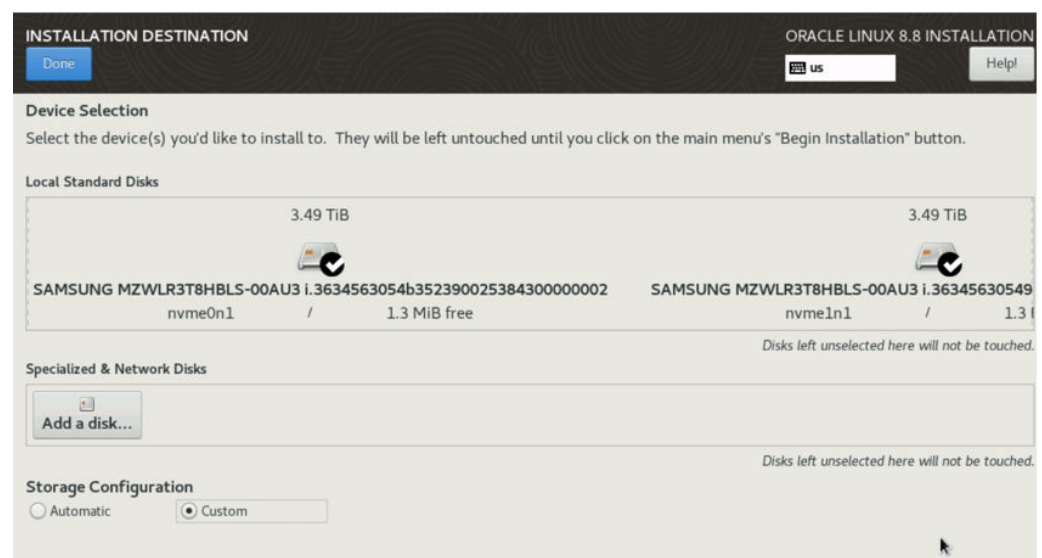 INSTALLATION DESTINATION
ORACLE LINUX 8.8 INSTALLATION
Done
us
Help!
Device Selection
Select the device(s) you'd like to install to. They will be left untouched until you click on the main menu's "Begin Installation" button.
Local Standard Disks
3.49 TiB 3.49 TiB
SAMSUNG MZWLR3T8HBLS-00AU3 i.3634563054b352390025384300000002 SAMSUNG MZWLR3T8HBLS-00AU3 i.36345630549
nvme0n1 / 1.3 MiB free nvme1n1 / 1.3
Disks left unselected here will not be touched.
Specialized & Network Disks
Add a disk...
Disks left unselected here will not be touched.
Storage Configuration
Automatic Custom